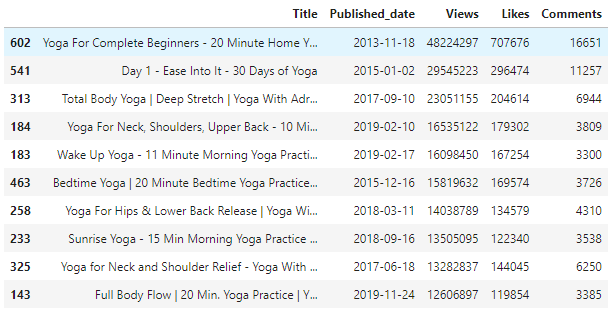 Title Published_date Views Likes Comments
602 Yoga For Complete Beginners - 20 Minute Home Y... 2013-11-18 48224297 707676 16651
541 Day 1 - Ease Into It - 30 Days of Yoga 2015-01-02 29545223 296474 11257
313 Total Body Yoga | Deep Stretch | Yoga With Adr... 2017-09-10 23051155 204614 6944
184 Yoga For Neck, Shoulders, Upper Back - 10 Mi... 2019-02-10 16535122 179302 3809
183 Wake Up Yoga - 11 Minute Morning Yoga Practi... 2019-02-17 16098450 167254 3300
463 Bedtime Yoga | 20 Minute Bedtime Yoga Practice... 2015-12-16 15819632 169574 3726
258 Yoga For Hips & Lower Back Release | Yoga Wi... 2018-03-11 14038789 134579 4310
233 Sunrise Yoga - 15 Min Morning Yoga Practice ... 2018-09-16 13505095 122340 3538
325 Yoga for Neck and Shoulder Relief - Yoga With ... 2017-06-18 13282837 144045 6250
143 Full Body Flow | 20 Min. Yoga Practice | Y... 2019-11-24 12606897 119854 3385